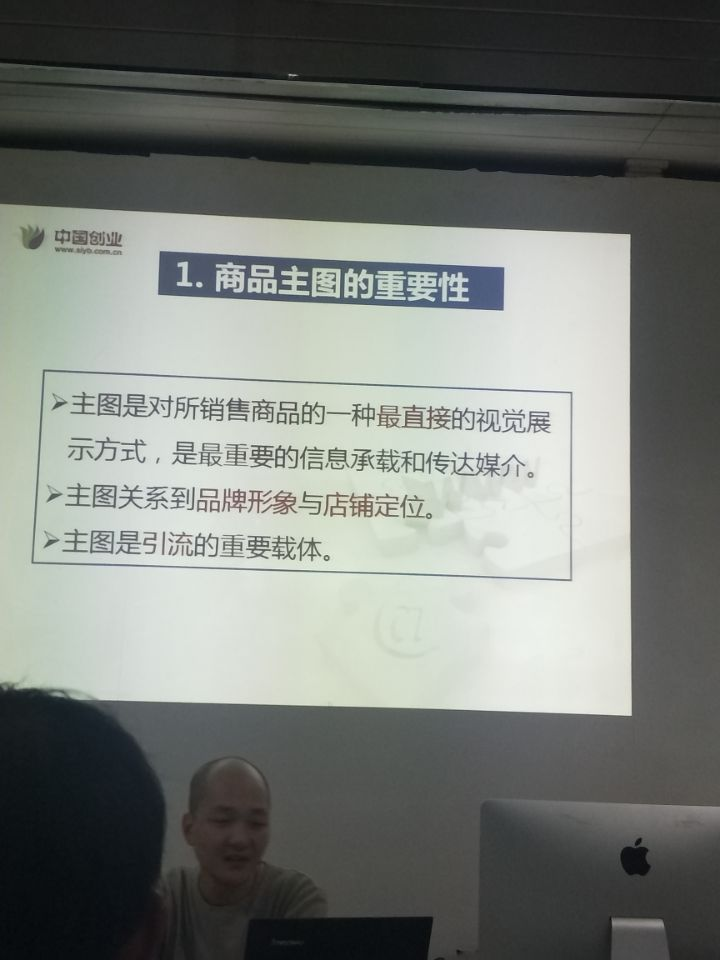 中国创业
www.siyb.com.cn
1. 商品主图的重要性
➢主图是对所销售商品的一种最直接的视觉展
示方式，是最重要的信息承载和传达媒介。
➢主图关系到品牌形象与店铺定位。
➢主图是引流的重要载体。
@
lenovo